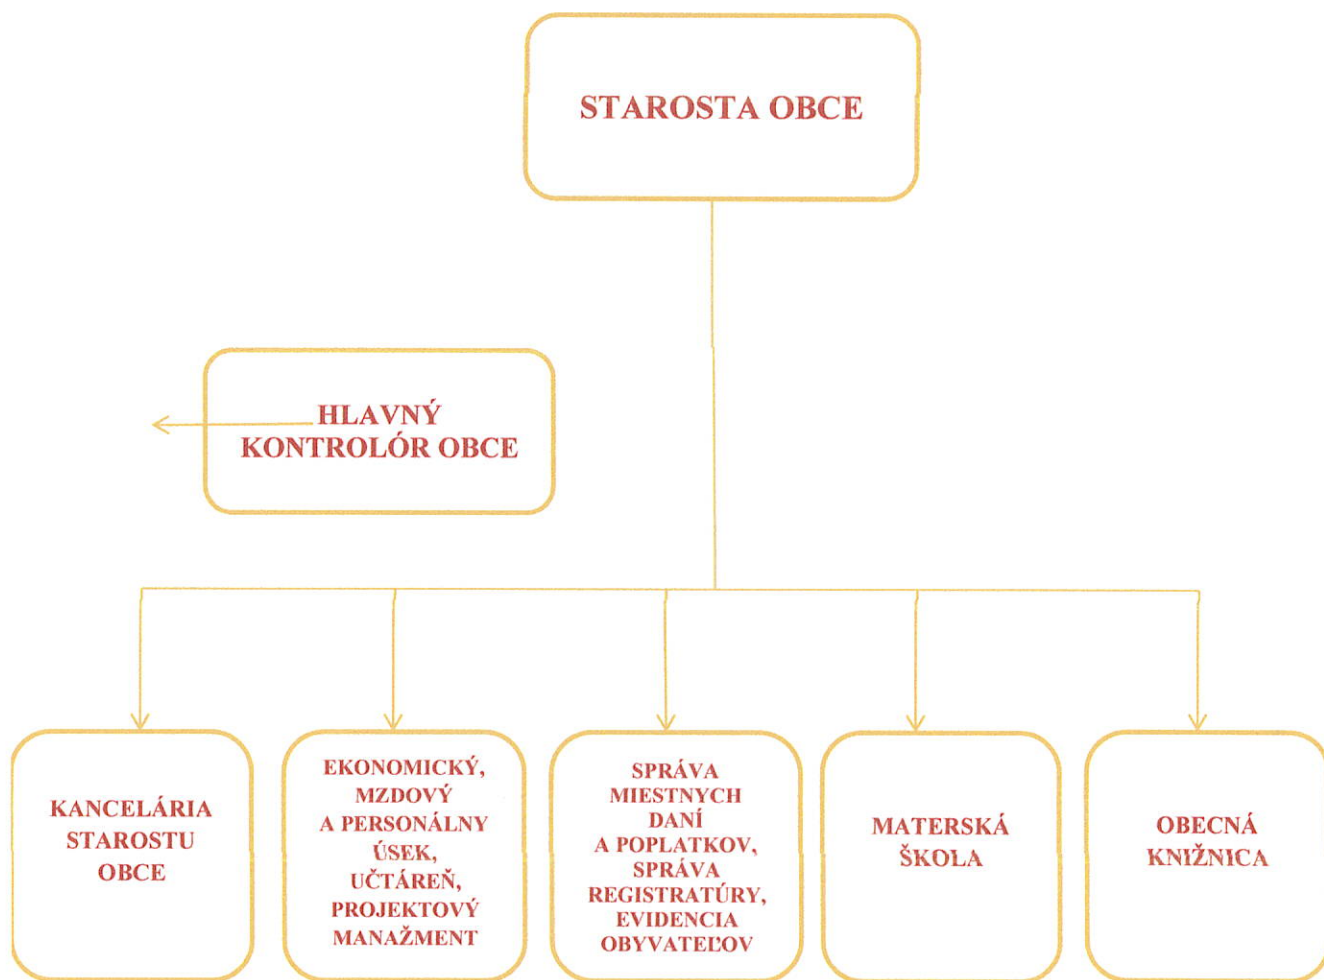 STAROSTA OBCE
HLAVNÝ
KONTROLÓR OBCE
KANCELÁRIA
STAROSTU
OBCE
EKONOMICKÝ,
MZDOVÝ
A PERSONÁLNY
ÚSEK,
UČTÁREŇ,
PROJEKTOVÝ
MANAŽMENT
SPRÁVA
MIESTNYCH
DANÍ
A POPLATKOV,
SPRÁVA
REGISTRATÚRY,
EVIDENCIA
OBYVATEĽOV
MATERSKÁ
ŠKOLA
OBECNÁ
KNIŽNICA